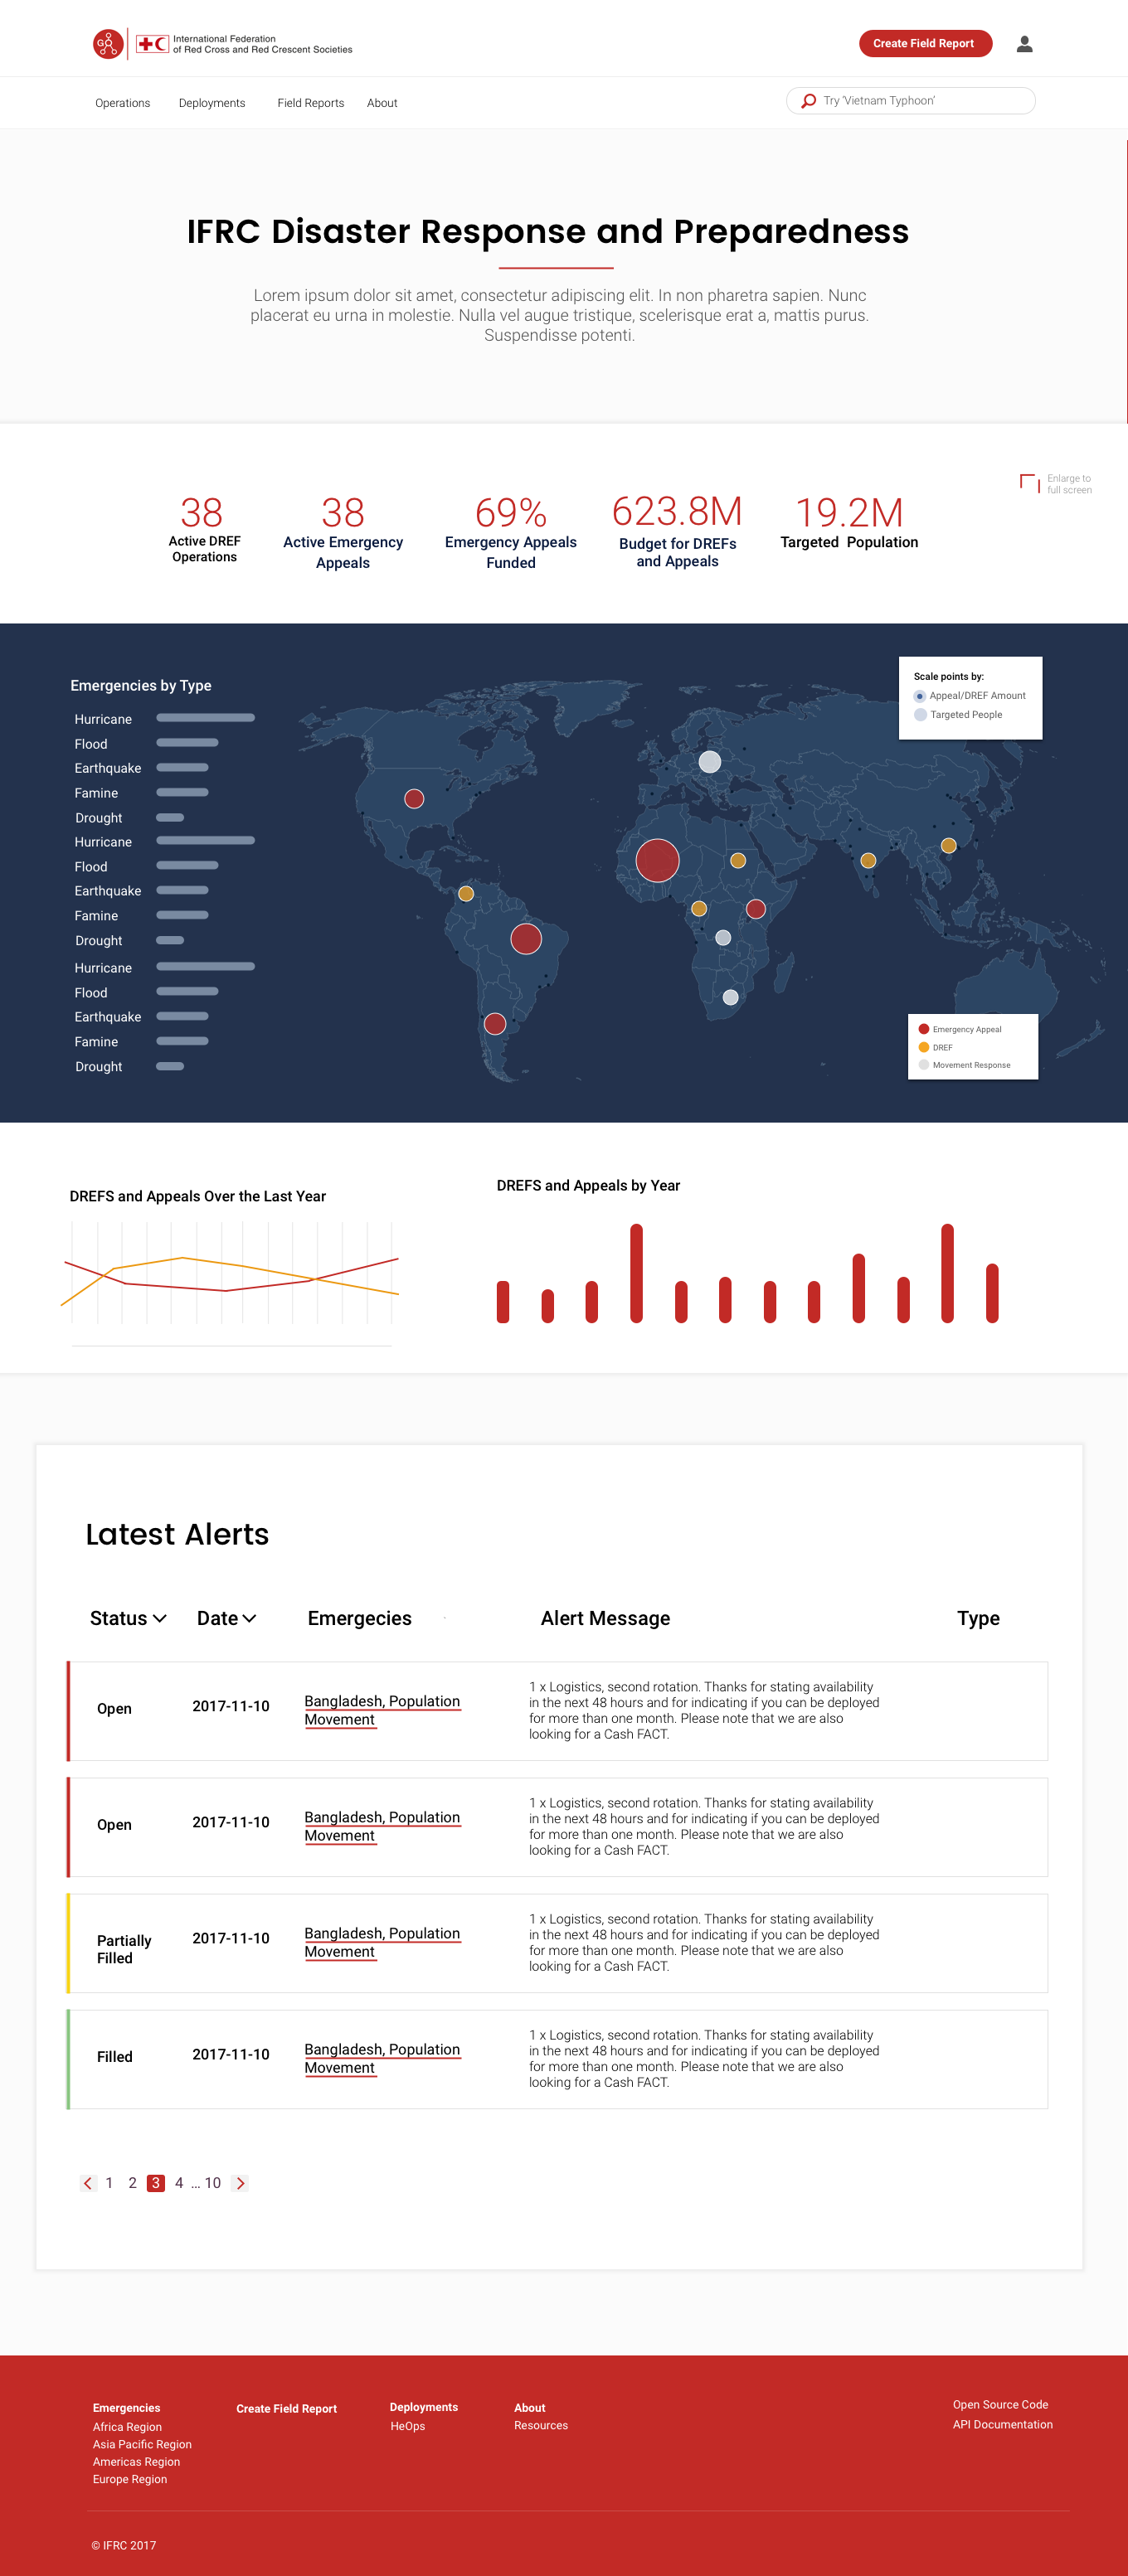 GO
International Federation
of Red Cross and Red Crescent Societies
Create Field Report
Operations
Deployments
Field Reports
About
Try ‘Vietnam Typhoon’
IFRC Disaster Response and Preparedness
Lorem ipsum dolor sit amet, consectetur adipiscing elit. In non pharetra sapien. Nunc
placerat eu urna in molestie. Nulla vel augue tristique, scelerisque erat a, mattis purus.
Suspendisse potenti.
Enlarge to
full screen
38
Active DREF
Operations
38
Active Emergency
Appeals
69%
Emergency Appeals
Funded
623.8M
Budget for DREFs
and Appeals
19.2M
Targeted Population
Emergencies by Type
Hurricane
Flood
Earthquake
Famine
Drought
Hurricane
Flood
Earthquake
Famine
Drought
Hurricane
Flood
Earthquake
Famine
Drought
Scale points by:
Appeal/DREF Amount
Targeted People
Emergency Appeal
DREF
Movement Response
DREFS and Appeals Over the Last Year
DREFS and Appeals by Year
Latest Alerts
Status
Date
Emergecies
Alert Message
Type
Open
2017-11-10
Bangladesh, Population
Movement
1 x Logistics, second rotation. Thanks for stating availability
in the next 48 hours and for indicating if you can be deployed
for more than one month. Please note that we are also
looking for a Cash FACT.
Open
2017-11-10
Bangladesh, Population
Movement
1 x Logistics, second rotation. Thanks for stating availability
in the next 48 hours and for indicating if you can be deployed
for more than one month. Please note that we are also
looking for a Cash FACT.
Partially
Filled
2017-11-10
Bangladesh, Population
Movement
1 x Logistics, second rotation. Thanks for stating availability
in the next 48 hours and for indicating if you can be deployed
for more than one month. Please note that we are also
looking for a Cash FACT.
Filled
2017-11-10
Bangladesh, Population
Movement
1 x Logistics, second rotation. Thanks for stating availability
in the next 48 hours and for indicating if you can be deployed
for more than one month. Please note that we are also
looking for a Cash FACT.
1 2 3 4 ... 10
Emergencies
Africa Region
Asia Pacific Region
Americas Region
Europe Region
Create Field Report
Deployments
HeOps
About
Resources
Open Source Code
API Documentation
© IFRC 2017